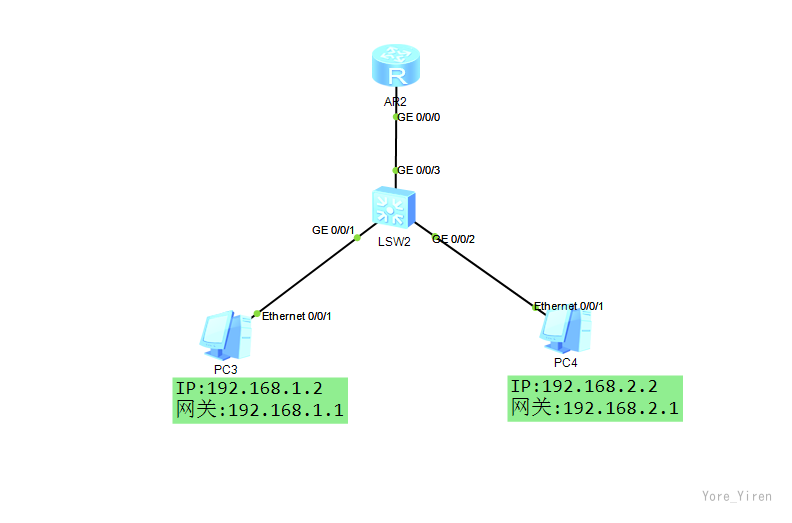 R
AR2
GE 0/0/0
GE 0/0/3
GE 0/0/1
LSW2
GE 0/0/2
Ethernet 0/0/1
Ethernet 0/0/1
PC3
PC4
IP:192.168.1.2
网关:192.168.1.1
IP:192.168.2.2
网关:192.168.2.1
Yore_Yiren